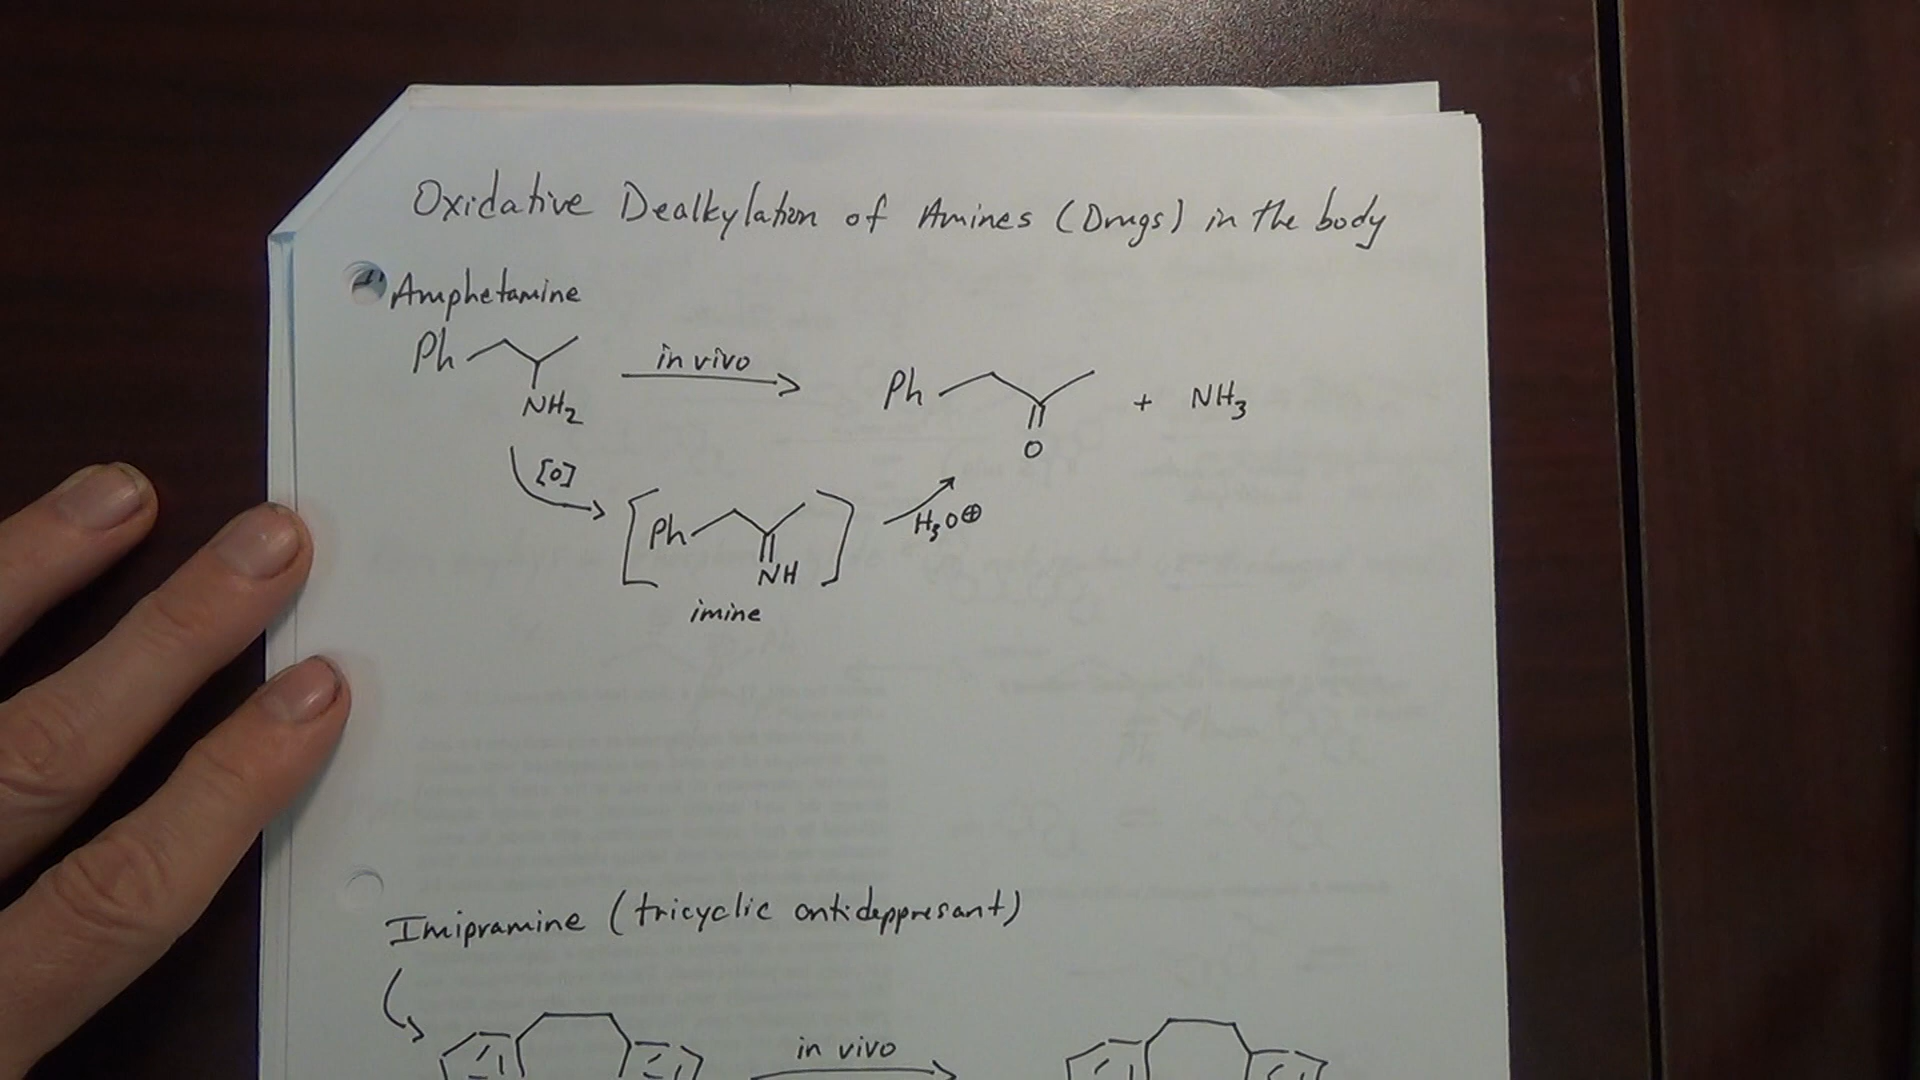 Oxidative Dealkylation of Amines (Drugs) in the body
Amphetamine
Ph
NH2
in vivo
Ph
O
+ NH3
[O]
Ph
NH
H3O⊕
imine
Imipramine (tricyclic antideppresant)
in vivo